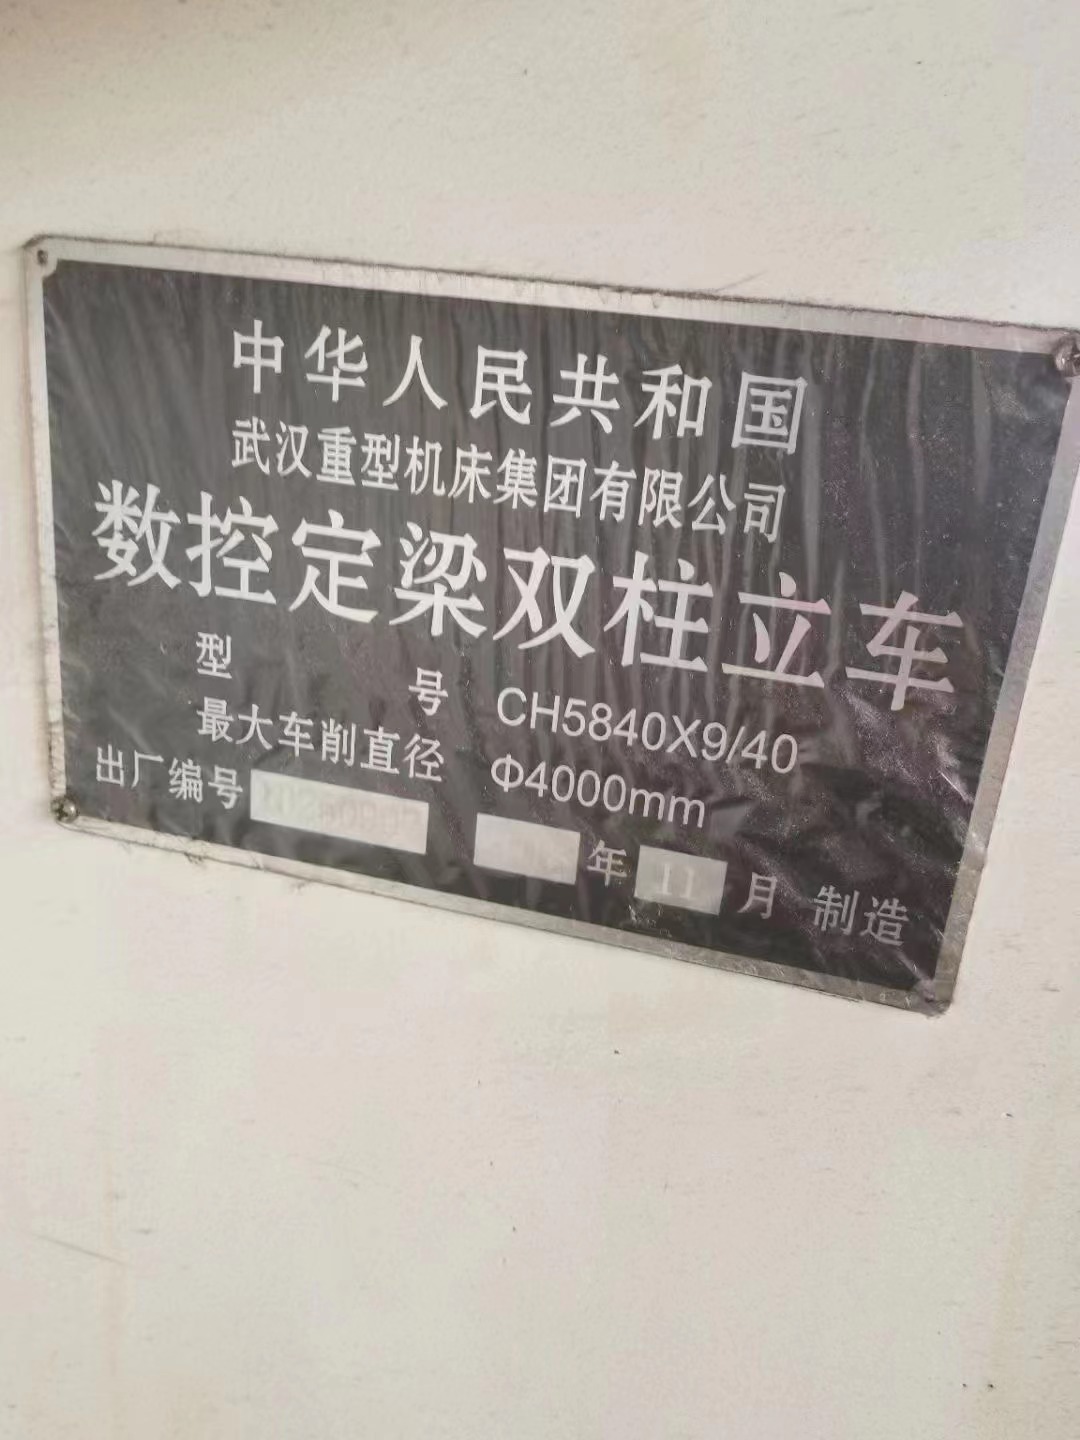 中华人民共和国
武汉重型机床集团有限公司
数控定梁双柱立车
型 号 CH5840X9/40
最大车削直径 Φ4000mm
出厂编号 年 11 月 制造